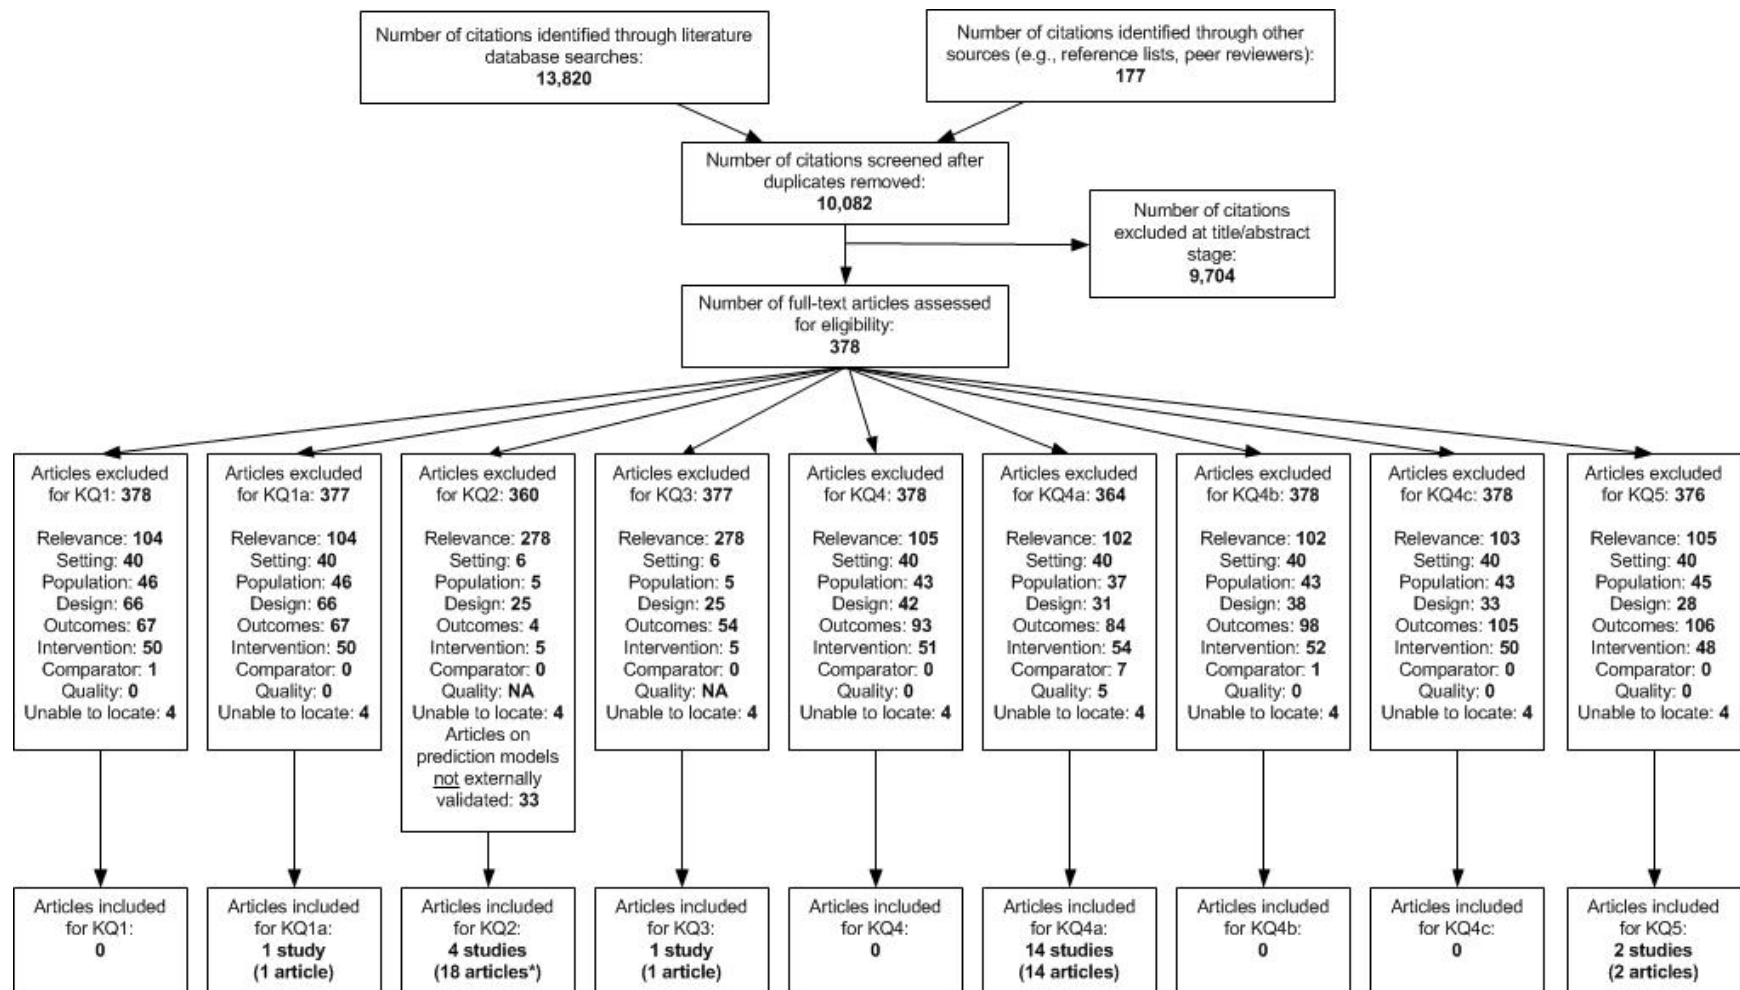 Number of citations identified through literature
database searches:
13,820
Number of citations identified through other
sources (e.g., reference lists, peer reviewers):
177
Number of citations screened after
duplicates removed:
10,082
Number of citations
excluded at title/abstract
stage:
9,704
Number of full-text articles assessed
for eligibility:
378
Articles excluded
for KQ1: 378
Relevance: 104
Setting: 40
Population: 46
Design: 66
Outcomes: 67
Intervention: 50
Comparator: 1
Quality: 0
Unable to locate: 4
Articles excluded
for KQ1a: 377
Relevance: 104
Setting: 40
Population: 46
Design: 66
Outcomes: 67
Intervention: 50
Comparator: 0
Quality: 0
Unable to locate: 4
Articles excluded
for KQ2: 360
Relevance: 278
Setting: 6
Population: 5
Design: 25
Outcomes: 4
Intervention: 5
Comparator: 0
Quality: NA
Unable to locate: 4
Articles on
prediction models
not externally
validated: 33
Articles excluded
for KQ3: 377
Relevance: 278
Setting: 6
Population: 5
Design: 25
Outcomes: 54
Intervention: 5
Comparator: 0
Quality: NA
Unable to locate: 4
Articles excluded
for KQ4: 378
Relevance: 105
Setting: 40
Population: 43
Design: 42
Outcomes: 93
Intervention: 51
Comparator: 0
Quality: 0
Unable to locate: 4
Articles excluded
for KQ4a: 364
Relevance: 102
Setting: 40
Population: 37
Design: 31
Outcomes: 84
Intervention: 54
Comparator: 7
Quality: 5
Unable to locate: 4
Articles excluded
for KQ4b: 378
Relevance: 102
Setting: 40
Population: 43
Design: 38
Outcomes: 98
Intervention: 52
Comparator: 1
Quality: 0
Unable to locate: 4
Articles excluded
for KQ4c: 378
Relevance: 103
Setting: 40
Population: 43
Design: 33
Outcomes: 105
Intervention: 50
Comparator: 0
Quality: 0
Unable to locate: 4
Articles excluded
for KQ5: 376
Relevance: 105
Setting: 40
Population: 45
Design: 28
Outcomes: 106
Intervention: 48
Comparator: 0
Quality: 0
Unable to locate: 4
Articles included
for KQ1:
0
Articles included
for KQ1a:
1 study
(1 article)
Articles included
for KQ2:
4 studies
(18 articles*)
Articles included
for KQ3:
1 study
(1 article)
Articles included
for KQ4:
0
Articles included
for KQ4a:
14 studies
(14 articles)
Articles included
for KQ4b:
0
Articles included
for KQ4c:
0
Articles included
for KQ5:
2 studies
(2 articles)